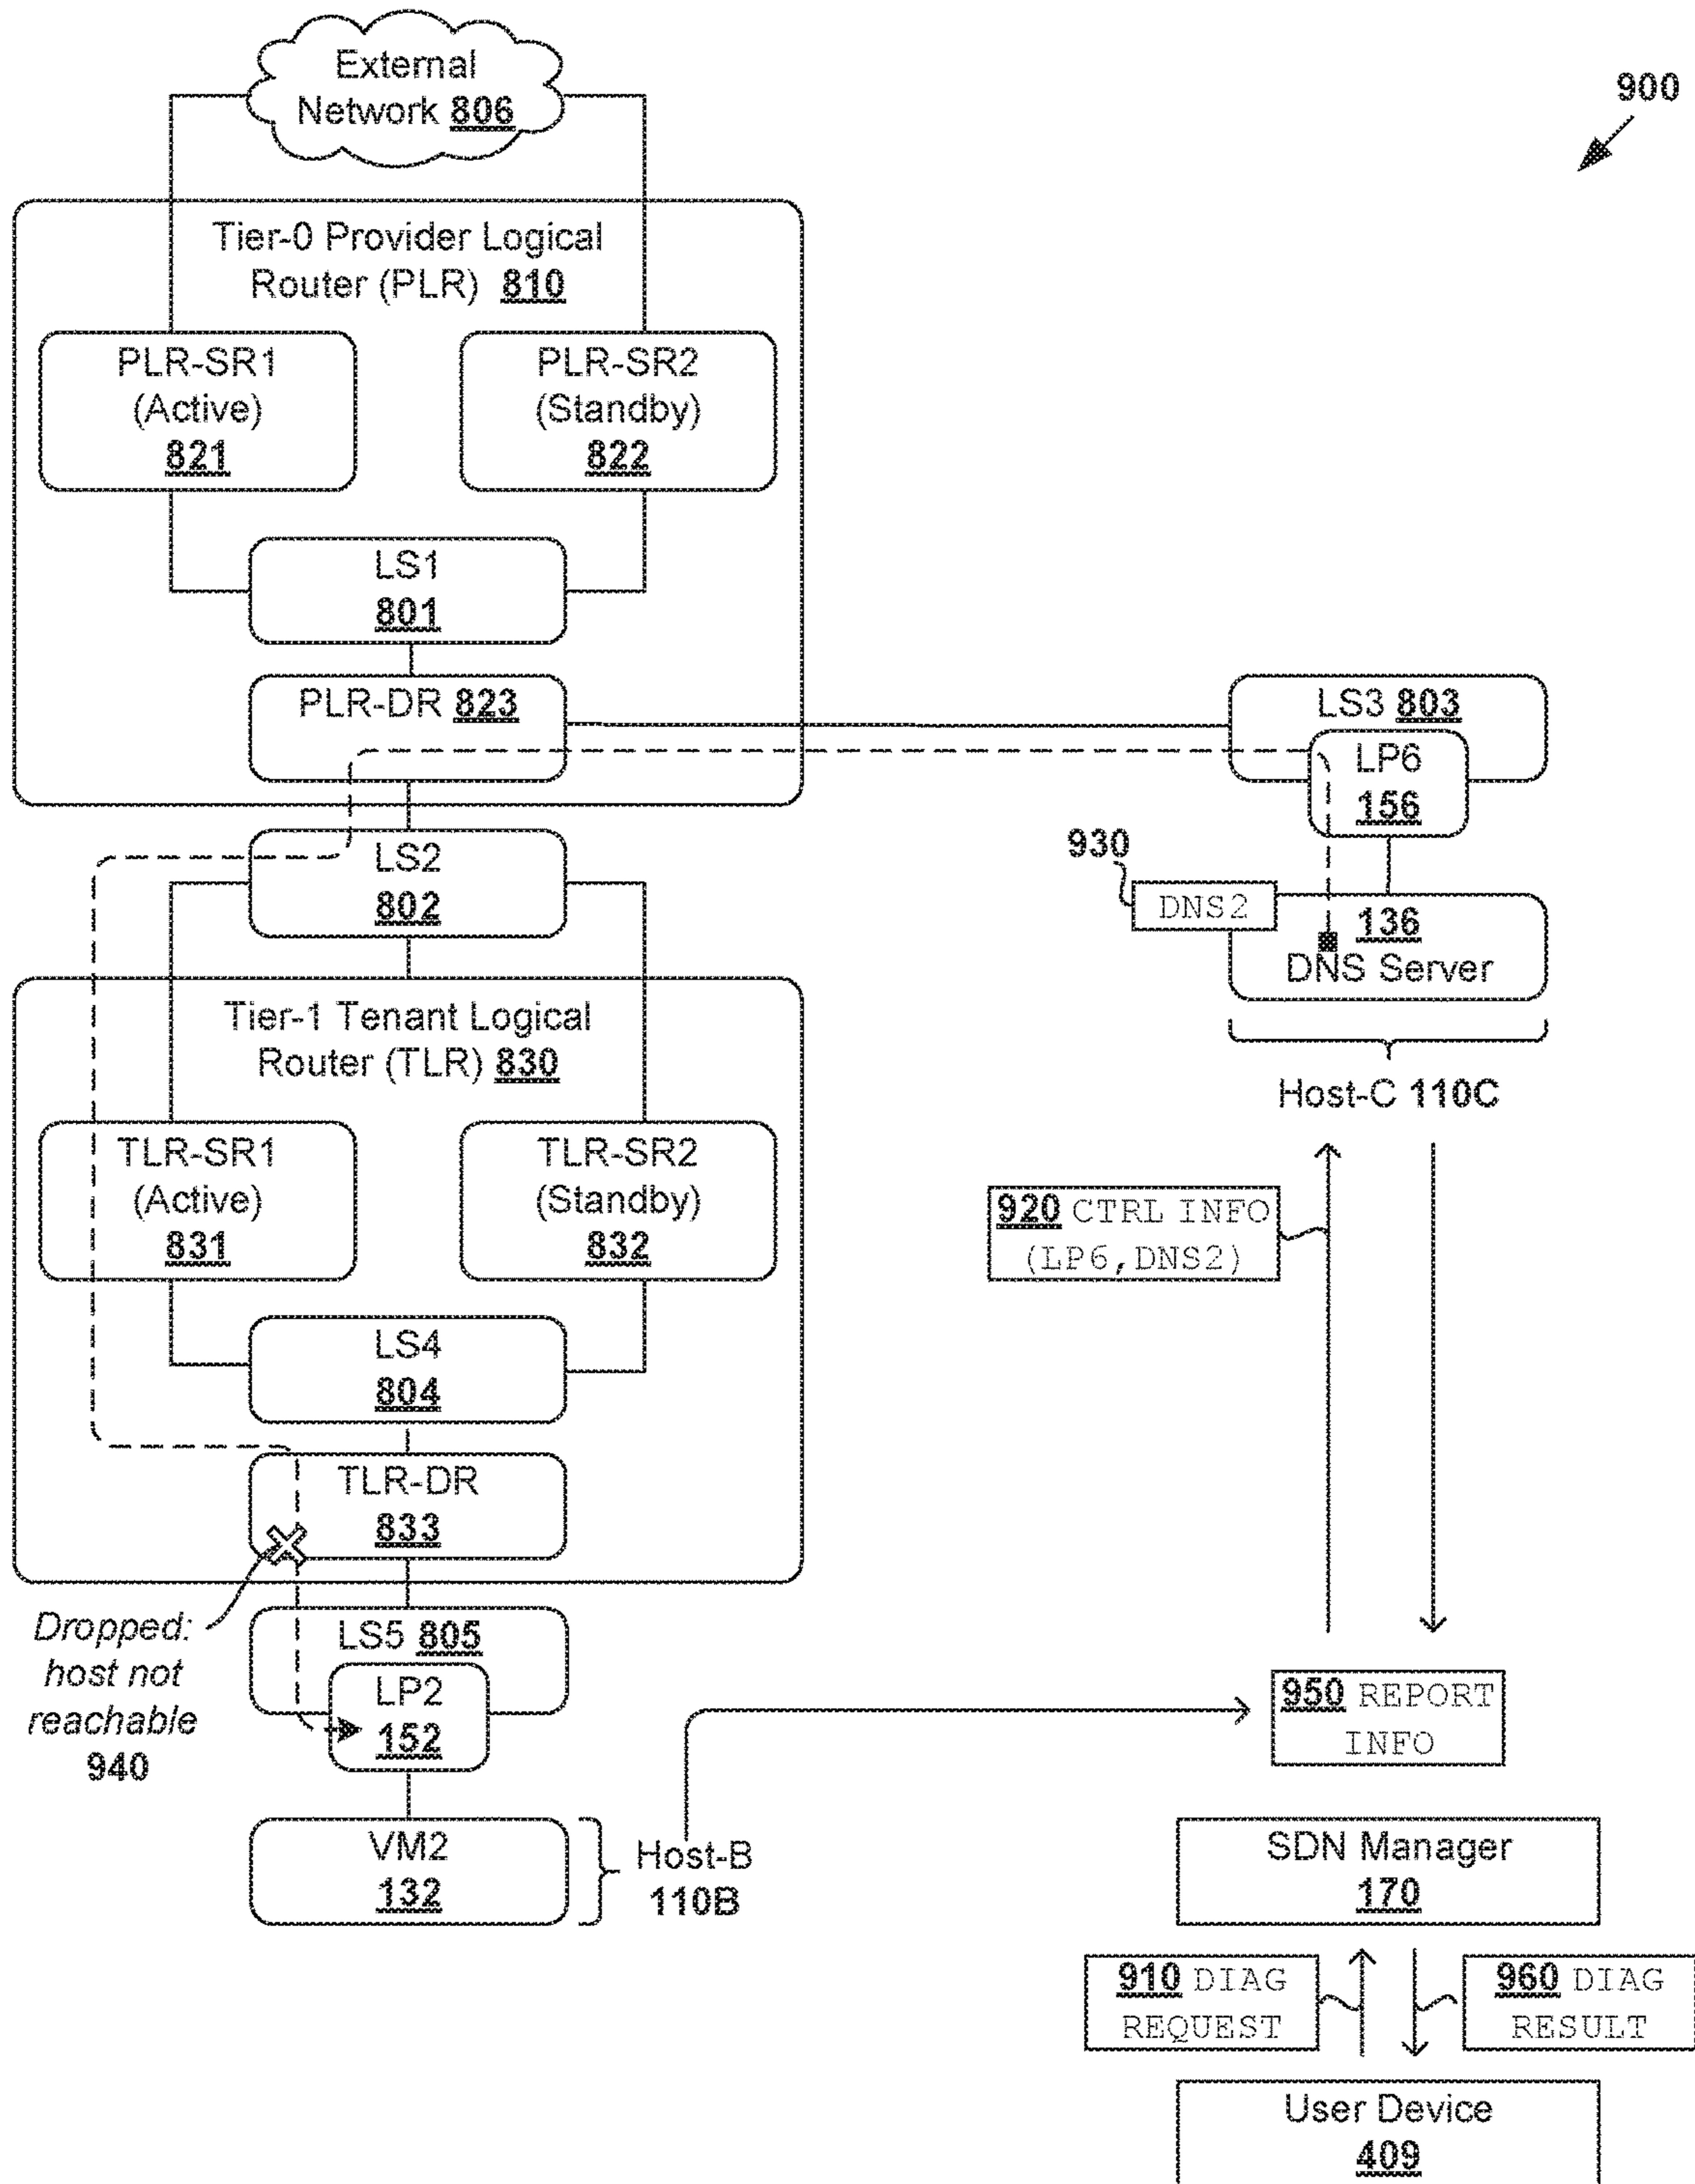 External
Network 806
900
Tier-0 Provider Logical
Router (PLR) 810
PLR-SR1
(Active)
821
PLR-SR2
(Standby)
822
LS1
801
PLR-DR 823
LS3 803
LP6
156
930
DNS2
136
DNS Server
LS2
802
Host-C 110C
Tier-1 Tenant Logical
Router (TLR) 830
TLR-SR1
(Active)
831
TLR-SR2
(Standby)
832
920 CTRL INFO
(LP6,DNS2)
LS4
804
TLR-DR
833
Dropped:
host not
reachable
940
LS5 805
LP2
152
950 REPORT
INFO
VM2
132
Host-B
110B
SDN Manager
170
910 DIAG
REQUEST
960 DIAG
RESULT
User Device
409